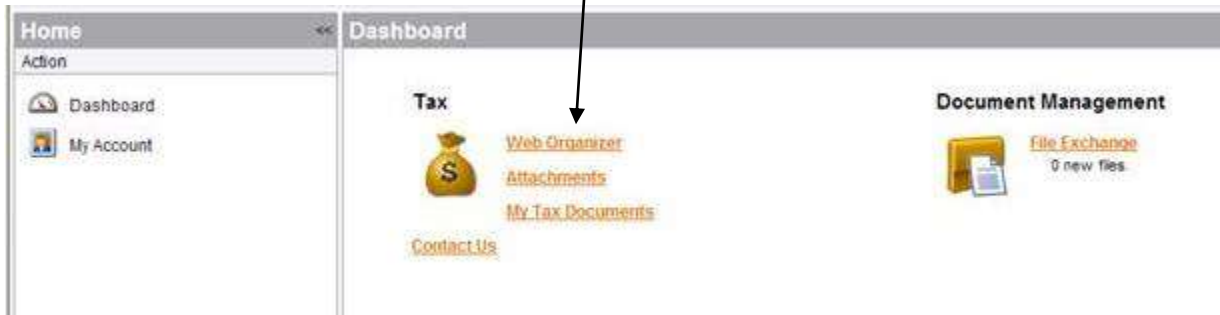 Home <<
Action
Dashboard
My Account
Dashboard
Tax
Web Organizer
Attachments
My Tax Documents
Contact Us
$
Document Management
File Exchange
0 new files